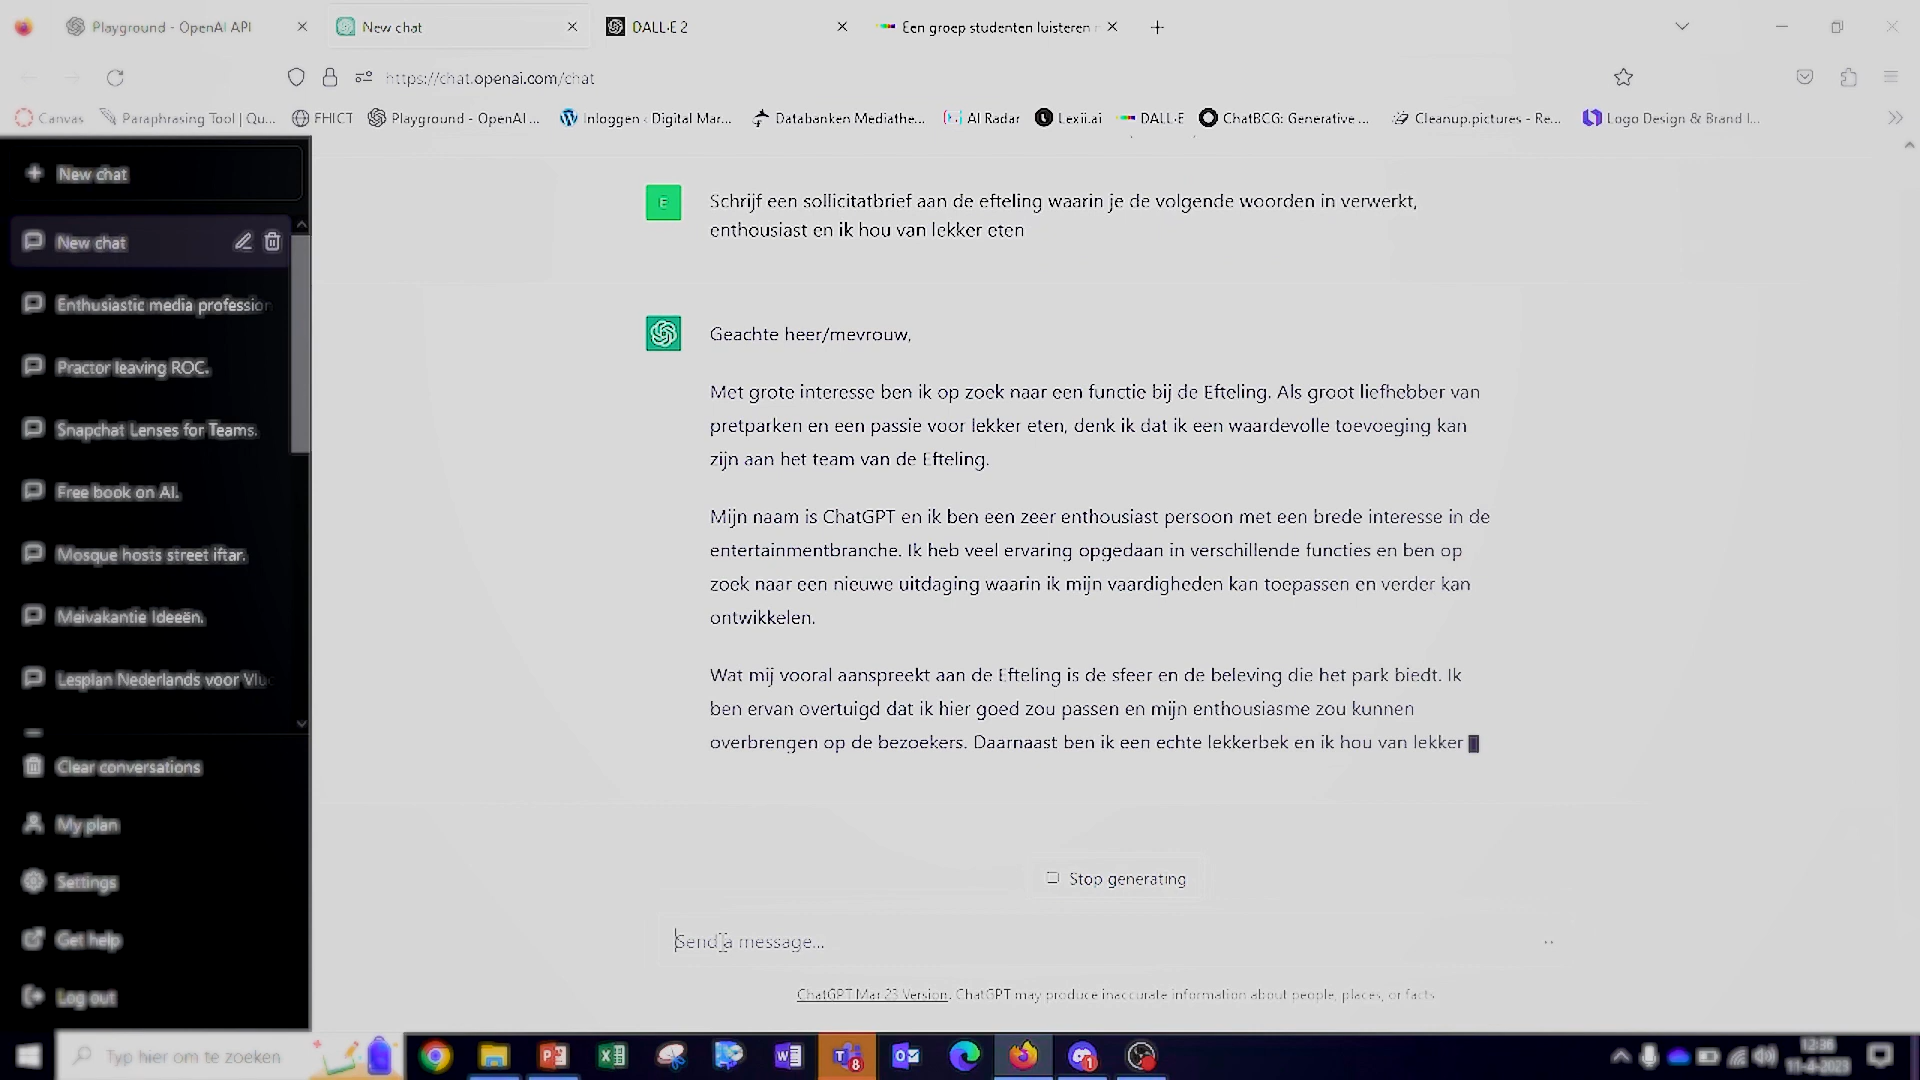 Playground - OpenAI API
New chat
DALL·E 2
Een groep studenten luisteren
https://chat.openai.com/chat
Canvas
Paraphrasing Tool | Qu...
FHICT
Playground - OpenAI ...
Inloggen ‹ Digital Mar...
Databanken Mediathe...
AI Radar
Lexii.ai
DALL·E
ChatBCG: Generative ...
Cleanup.pictures - Re...
Logo Design & Brand I...
New chat
New chat
Enthusiastic media profession
Practor leaving ROC.
Snapchat Lenses for Teams.
Free book on AI.
Mosque hosts street iftar.
Meivakantie Ideeën.
Lesplan Nederlands voor Vluc
Clear conversations
My plan
Settings
Get help
Log out
E
Schrijf een sollicitatbrief aan de efteling waarin je de volgende woorden in verwerkt,
enthousiast en ik hou van lekker eten
Geachte heer/mevrouw,
Met grote interesse ben ik op zoek naar een functie bij de Efteling. Als groot liefhebber van
pretparken en een passie voor lekker eten, denk ik dat ik een waardevolle toevoeging kan
zijn aan het team van de Efteling.
Mijn naam is ChatGPT en ik ben een zeer enthousiast persoon met een brede interesse in de
entertainmentbranche. Ik heb veel ervaring opgedaan in verschillende functies en ben op
zoek naar een nieuwe uitdaging waarin ik mijn vaardigheden kan toepassen en verder kan
ontwikkelen.
Wat mij vooral aanspreekt aan de Efteling is de sfeer en de beleving die het park biedt. Ik
ben ervan overtuigd dat ik hier goed zou passen en mijn enthousiasme zou kunnen
overbrengen op de bezoekers. Daarnaast ben ik een echte lekkerbek en ik hou van lekker
Stop generating
Send a message...
ChatGPT Mar 23 Version. ChatGPT may produce inaccurate information about people, places, or facts
Typ hier om te zoeken
8
1
12:36
11-4-2023